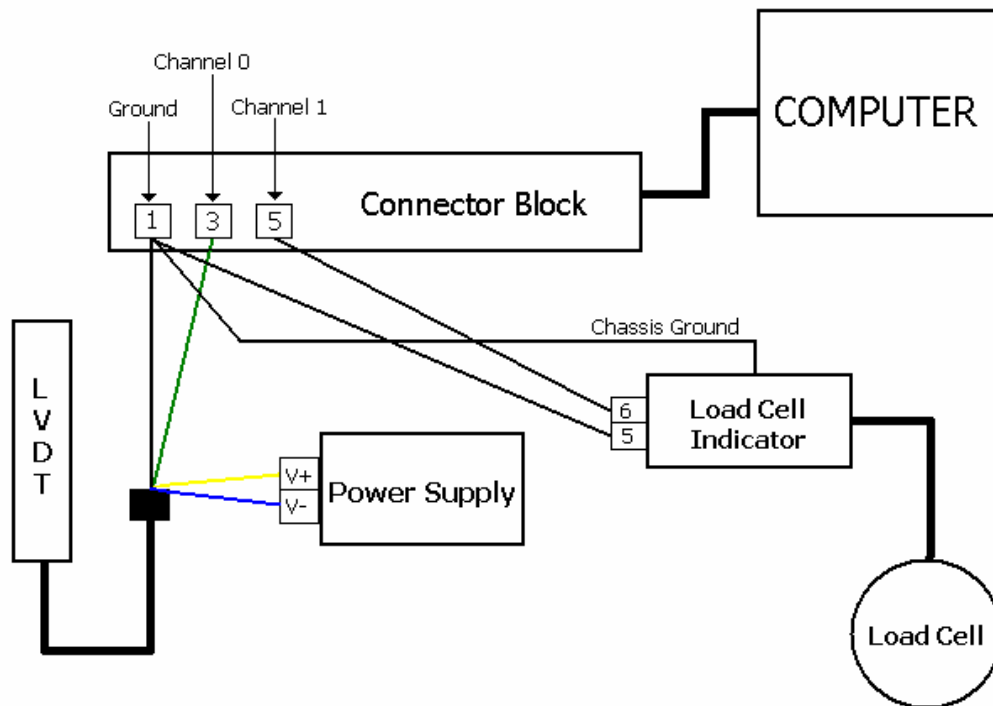 Channel 0
Ground
Channel 1
COMPUTER
1
3
5
Connector Block
Chassis Ground
L
V
D
T
6
5
Load Cell
Indicator
V+
V-
Power Supply
Load Cell